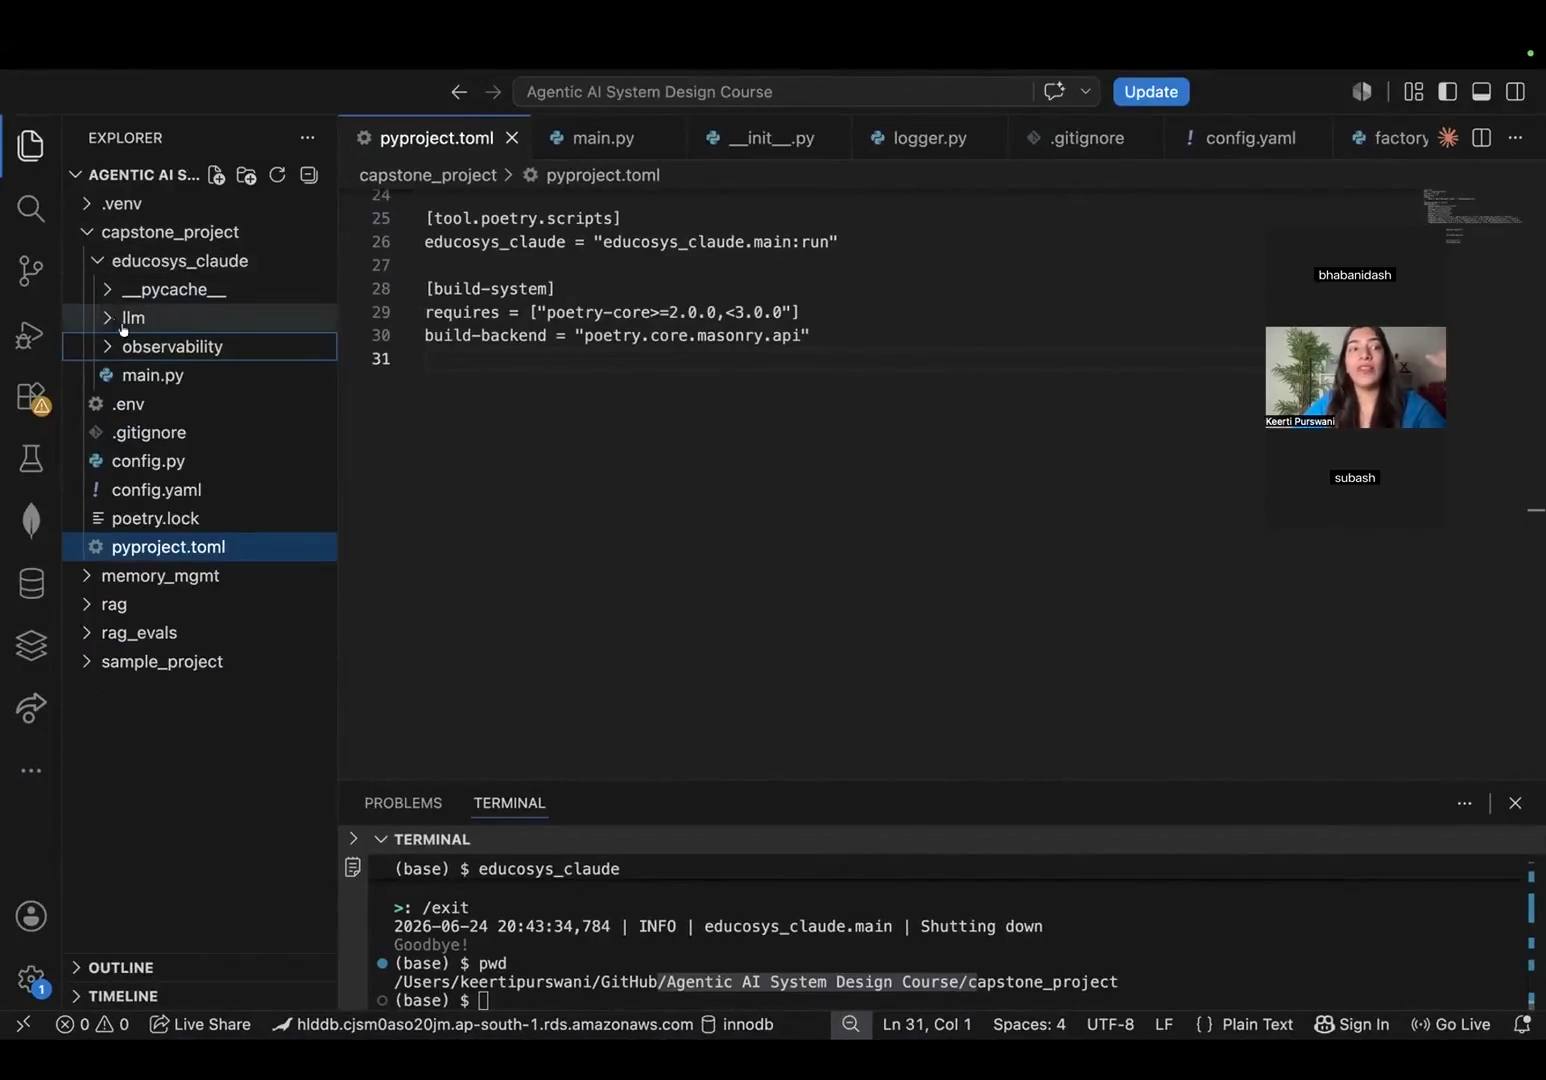 Agentic AI System Design Course
Update
EXPLORER
pyproject.toml
main.py
__init__.py
logger.py
.gitignore
! config.yaml
factory
AGENTIC AI S...
capstone_project > pyproject.toml
.venv
capstone_project
educosys_claude
__pycache__
llm
observability
main.py
.env
.gitignore
config.py
! config.yaml
poetry.lock
pyproject.toml
memory_mgmt
rag
rag_evals
sample_project
OUTLINE
TIMELINE
24
25 [tool.poetry.scripts]
26 educosys_claude = "educosys_claude.main:run"
27
28 [build-system]
29 requires = ["poetry-core>=2.0.0,<3.0.0"]
30 build-backend = "poetry.core.masonry.api"
31
bhabanidash
Keerti Purswani
subash
PROBLEMS
TERMINAL
TERMINAL
(base) $ educosys_claude
>: /exit
2026-06-24 20:43:34,784 | INFO | educosys_claude.main | Shutting down
Goodbye!
(base) $ pwd
/Users/keertipurswani/GitHub/Agentic AI System Design Course/capstone_project
(base) $
1
0 0
Live Share
hlddb.cjsm0aso20jm.ap-south-1.rds.amazonaws.com
innodb
Ln 31, Col 1
Spaces: 4
UTF-8
LF
{ } Plain Text
Sign In
Go Live